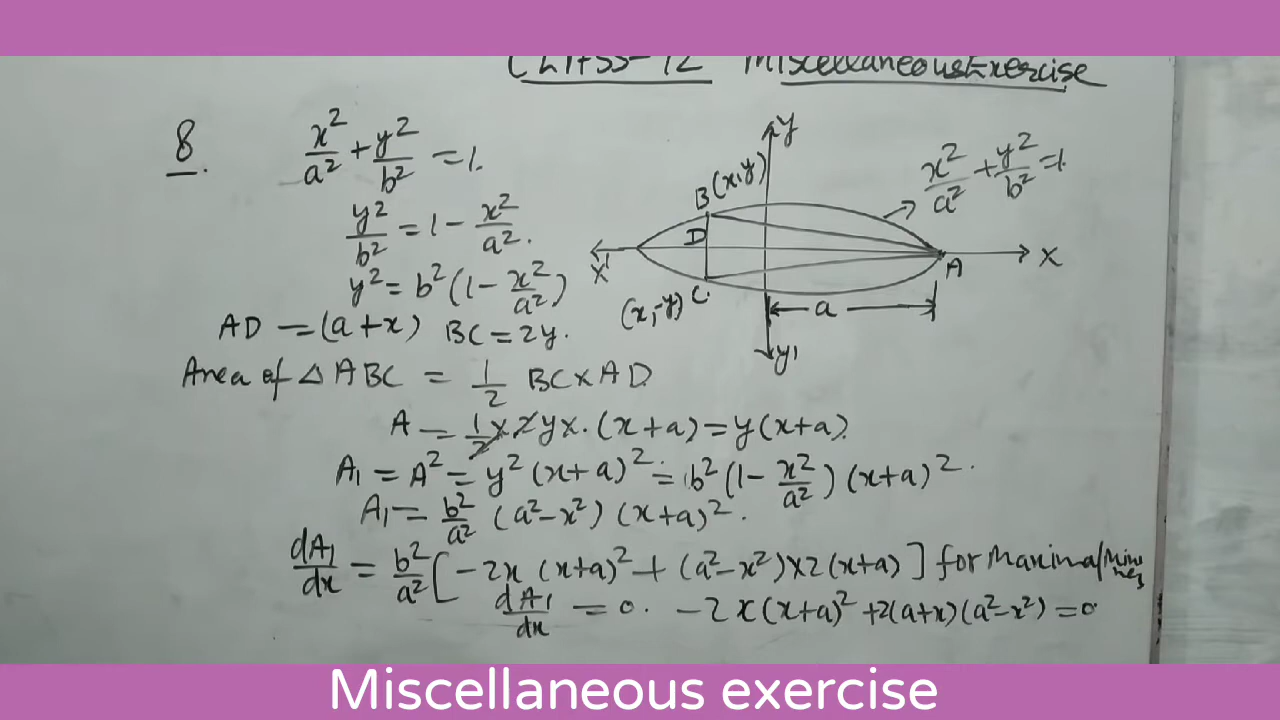 CLASS-12 Miscellaneous Exercise
8. x²/a² + y²/b² = 1.
y²/b² = 1 - x²/a².
y² = b²(1 - x²/a²)
AD = (a+x) BC = 2y.
Y
B (x,y)
x²/a² + y²/b² = 1.
D
X'
X
A
(x,-y) C.
a
Y'
Area of △ ABC = 1/2 BC×AD
A = 1/2 × 2y×.(x+a) = y(x+a).
A₁ = A² = y²(x+a)². = b²(1 - x²/a²)(x+a)².
A₁ = b²/a² (a²-x²)(x+a)².
dA₁/dx = b²/a² [-2x(x+a)² + (a²-x²)×2(x+a)] for Maxima/
dA₁/dx = 0. -2x(x+a)² + 2(a+x)(a²-x²) = 0
Miscellaneous exercise